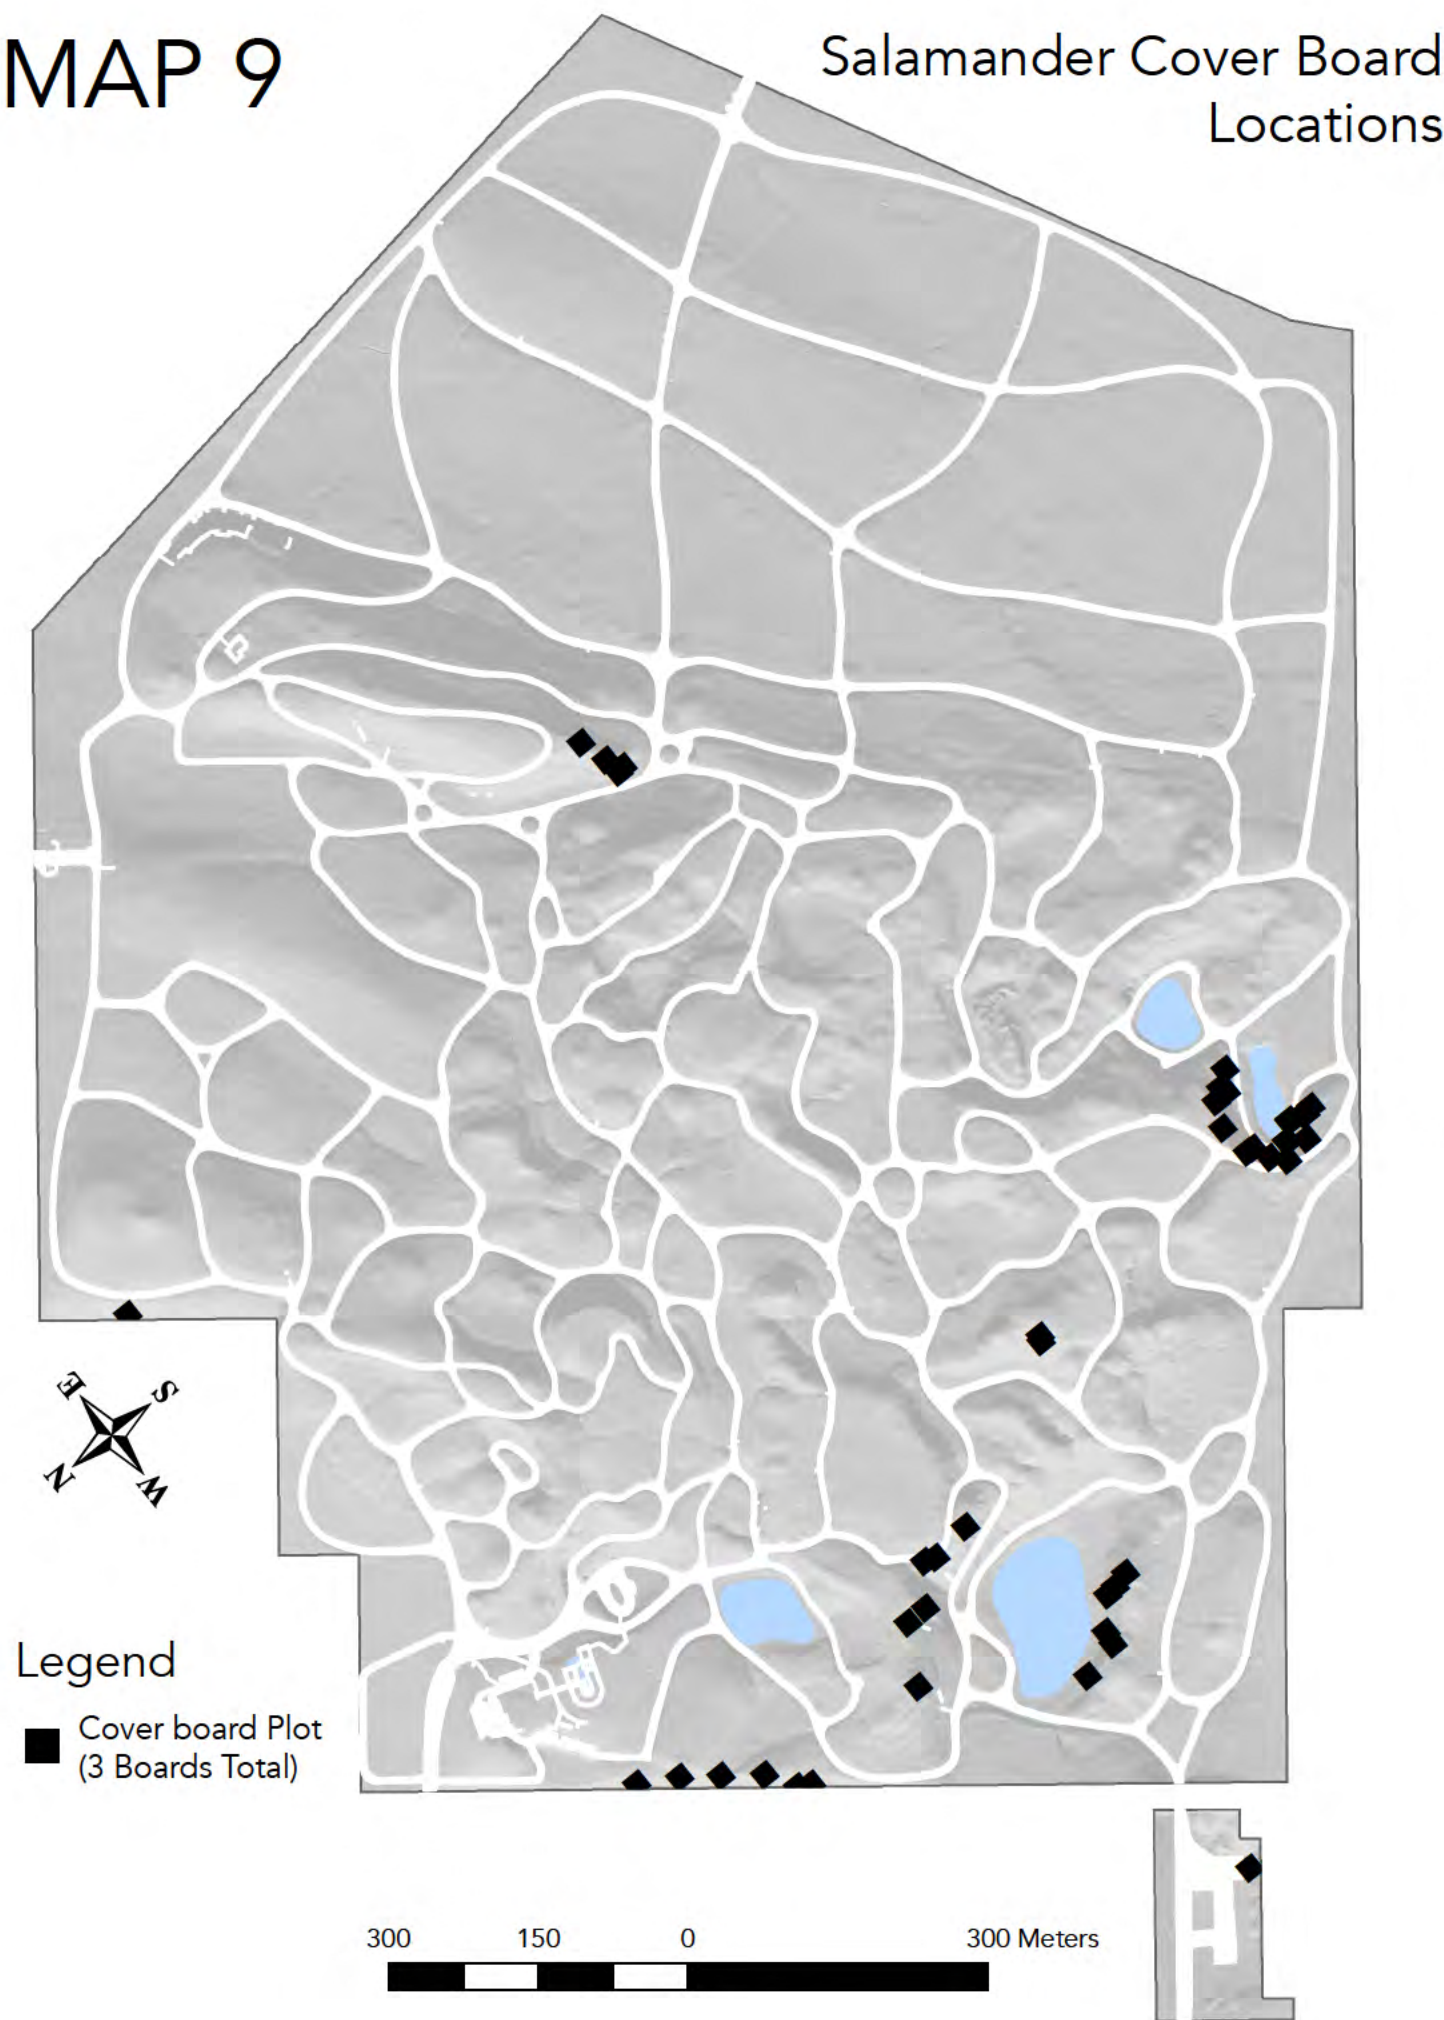 MAP 9
Salamander Cover Board
Locations
E
S
N
W
Legend
Cover board Plot
(3 Boards Total)
300
150
0
300 Meters